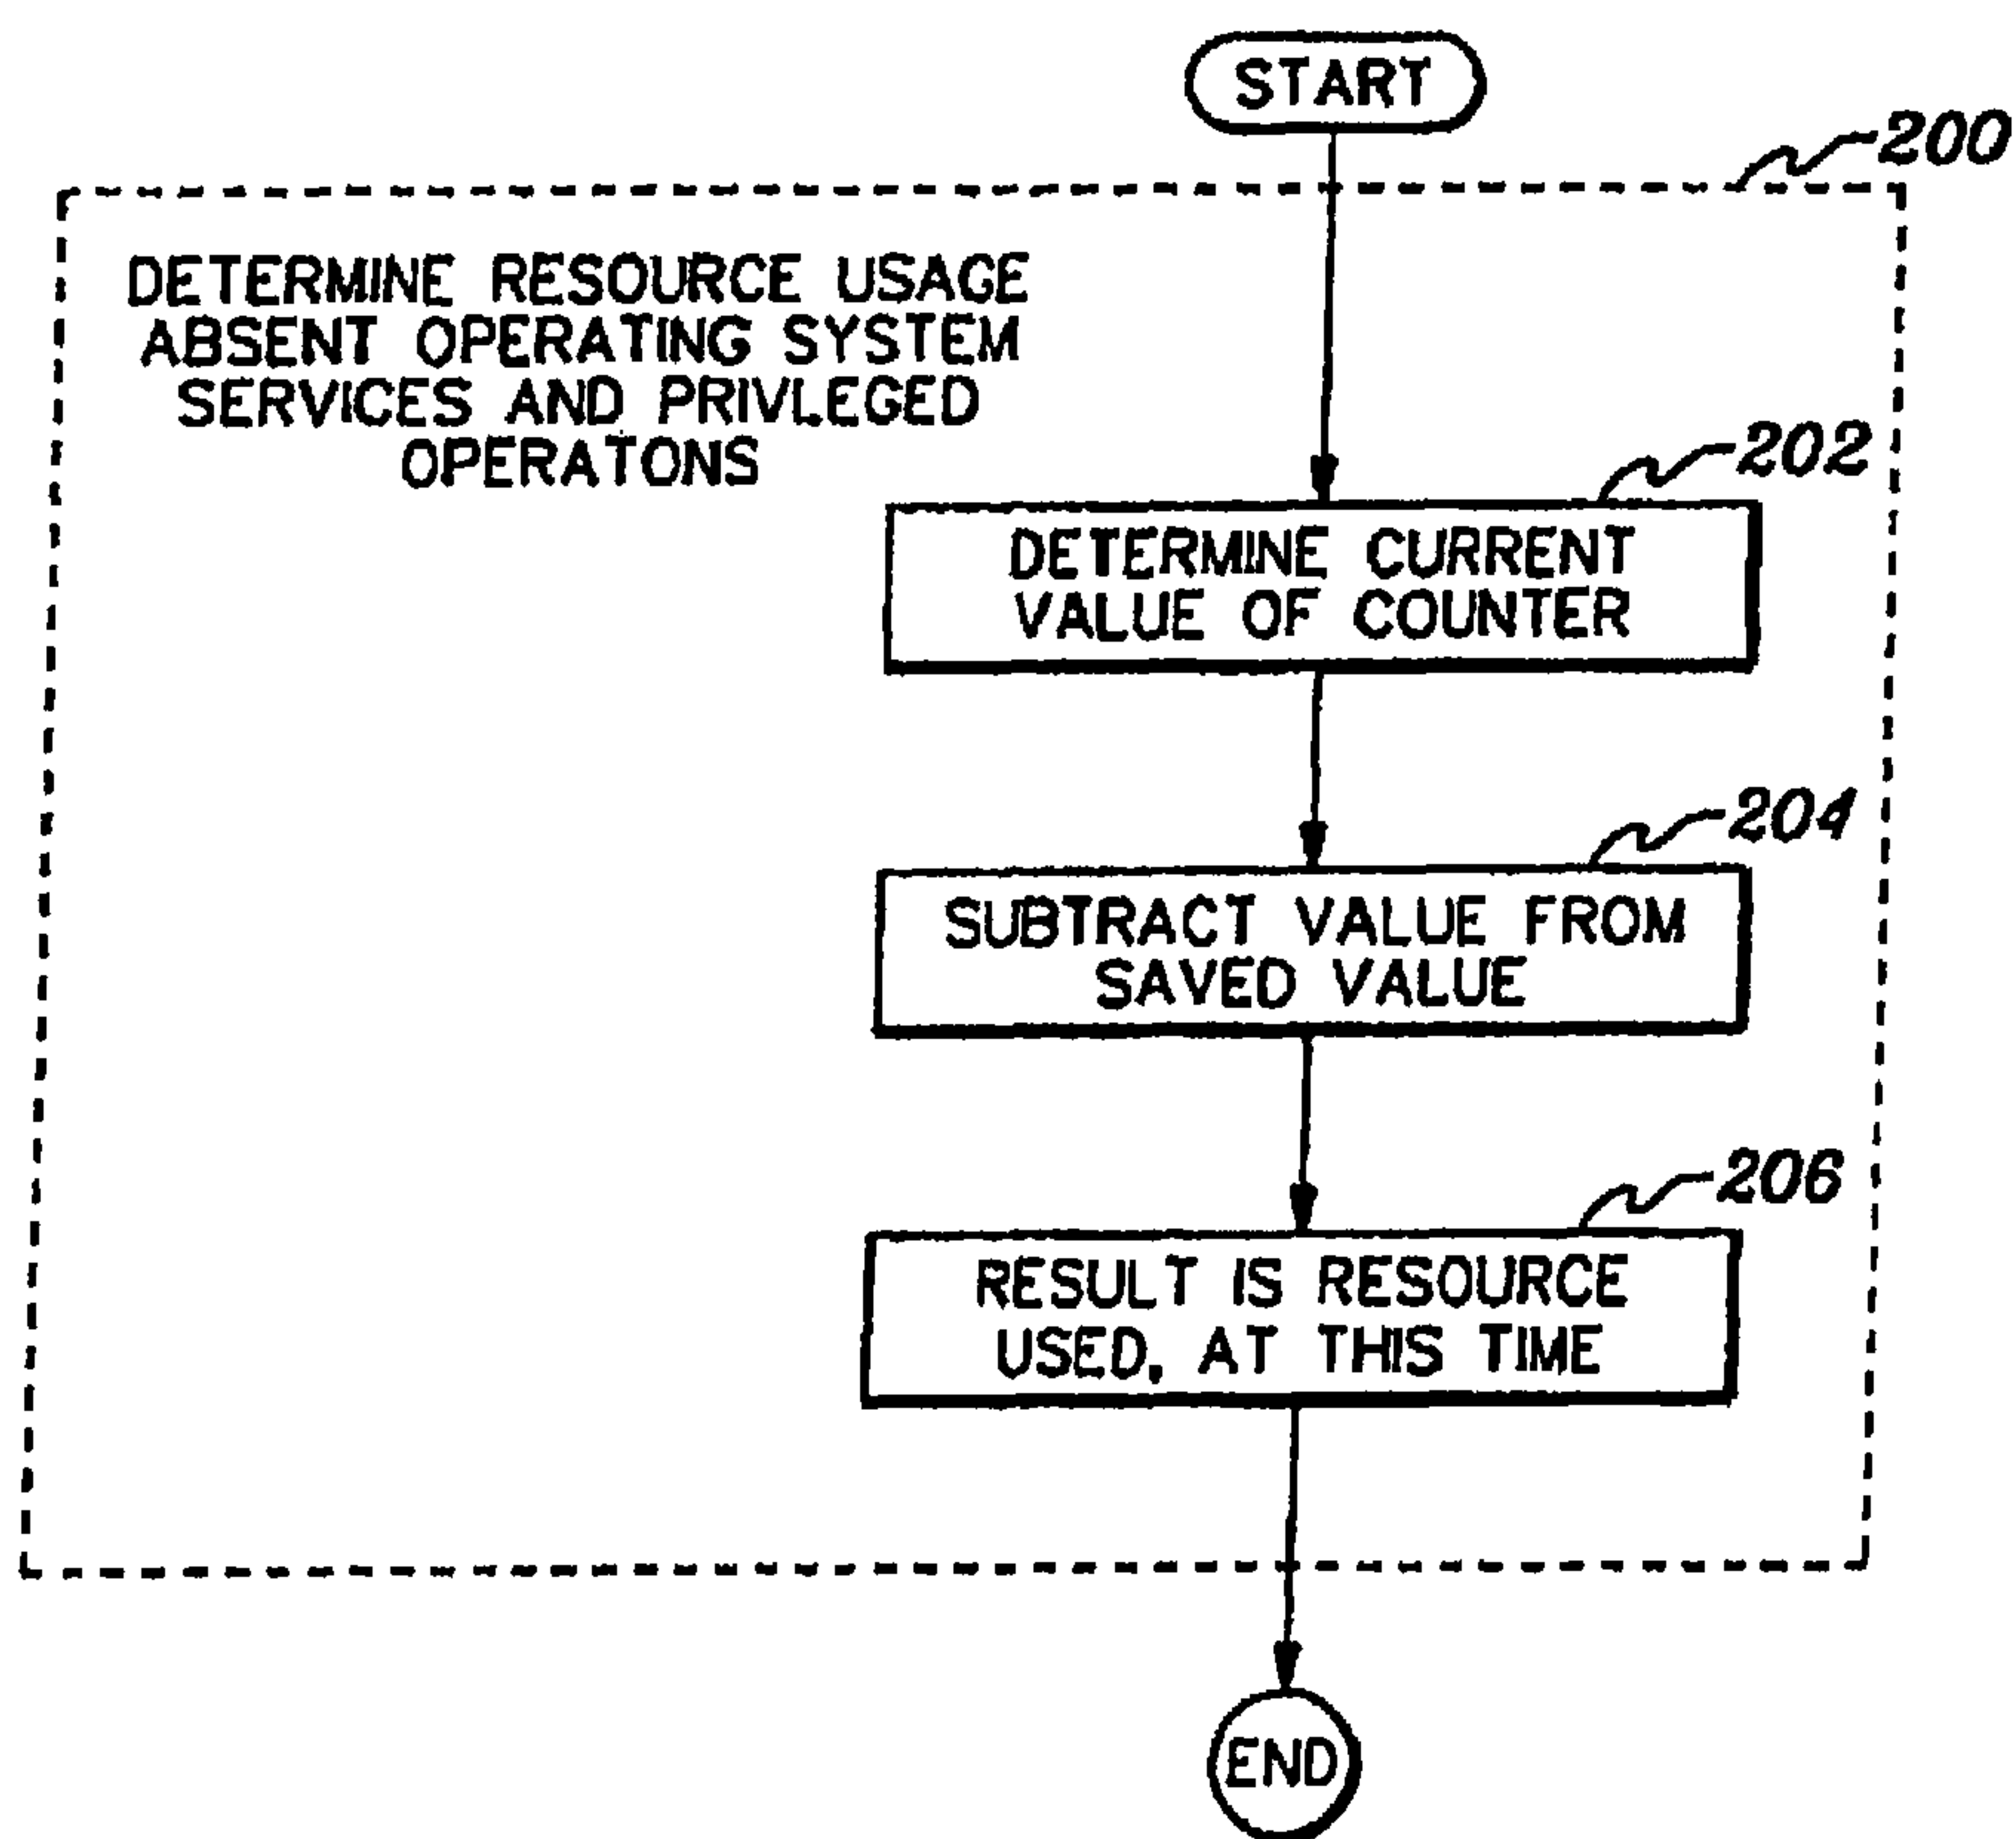 START
200
DETERMINE RESOURCE USAGE
ABSENT OPERATING SYSTEM
SERVICES AND PRIVLEGED
OPERATONS
202
DETERMINE CURRENT
VALUE OF COUNTER
204
SUBTRACT VALUE FROM
SAVED VALUE
206
RESULT IS RESOURCE
USED, AT THIS TIME
END